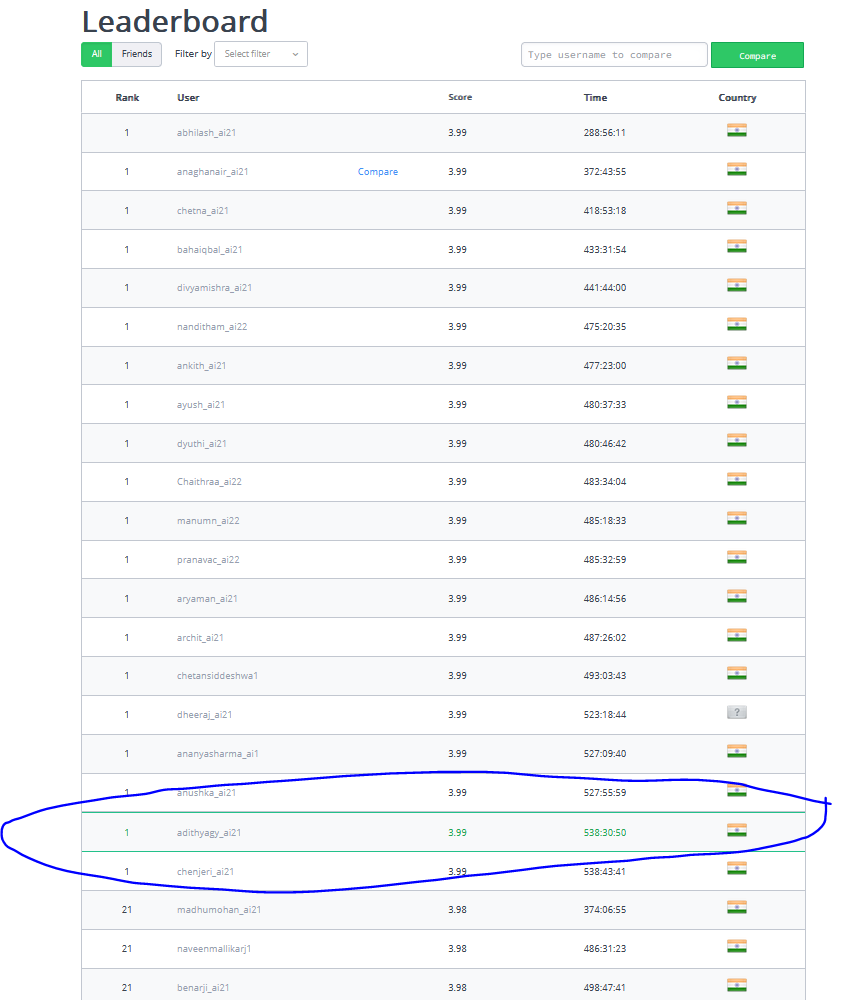 Leaderboard
All Friends Filter by Select filter Type username to compare Compare
Rank User Score Time Country
1 abhilash_ai21 3.99 288:56:11
1 anaghanair_ai21 Compare 3.99 372:43:55
1 chetna_ai21 3.99 418:53:18
1 bahaiqbal_ai21 3.99 433:31:54
1 divyamishra_ai21 3.99 441:44:00
1 nanditham_ai22 3.99 475:20:35
1 ankith_ai21 3.99 477:23:00
1 ayush_ai21 3.99 480:37:33
1 dyuthi_ai21 3.99 480:46:42
1 Chaithraa_ai22 3.99 483:34:04
1 manumn_ai22 3.99 485:18:33
1 pranavac_ai22 3.99 485:32:59
1 aryaman_ai21 3.99 486:14:56
1 archit_ai21 3.99 487:26:02
1 chetansiddeshwa1 3.99 493:03:43
1 dheeraj_ai21 3.99 523:18:44 ?
1 ananyasharma_ai1 3.99 527:09:40
1 anushka_ai21 3.99 527:55:59
1 adithyagy_ai21 3.99 538:30:50
1 chenjeri_ai21 3.99 538:43:41
21 madhumohan_ai21 3.98 374:06:55
21 naveenmallikarj1 3.98 486:31:23
21 benarji_ai21 3.98 498:47:41